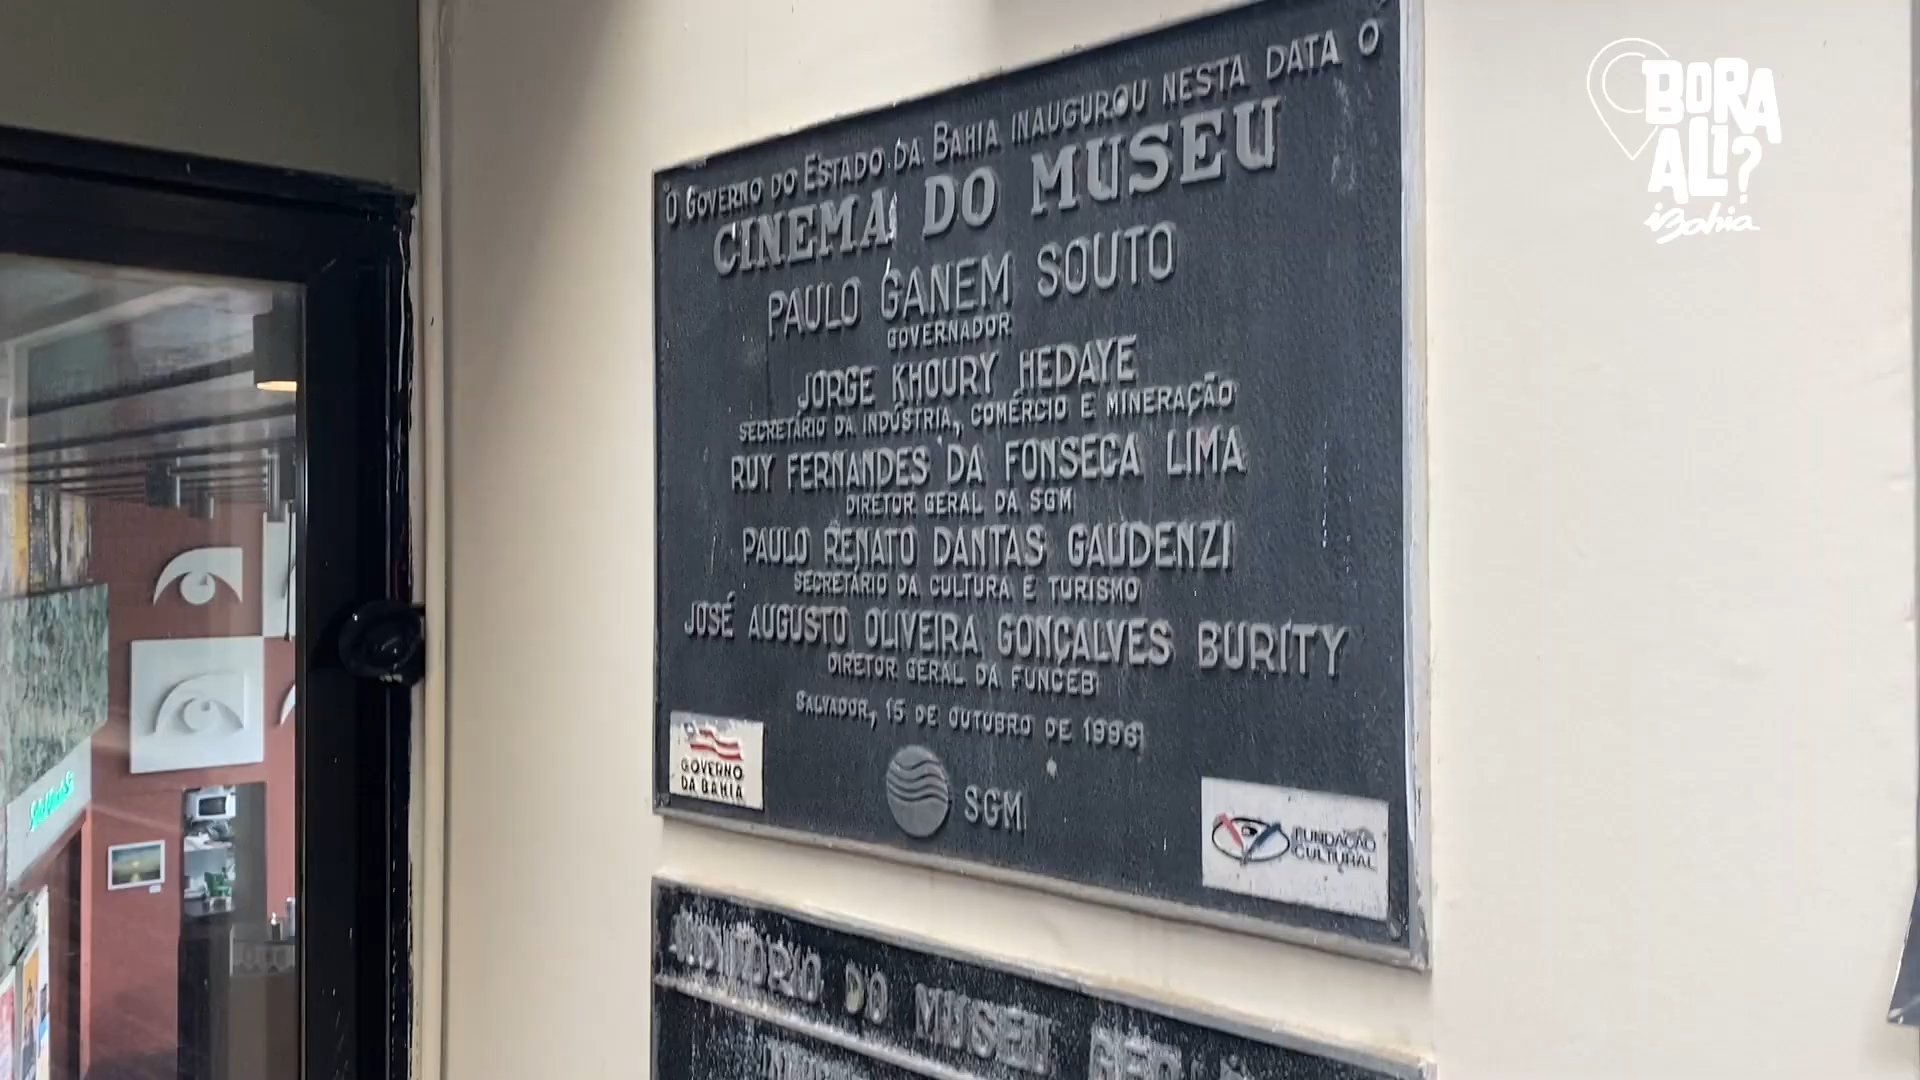 O GOVERNO DO ESTADO DA BAHIA INAUGUROU NESTA DATA O
CINEMA DO MUSEU
PAULO GANEM SOUTO
GOVERNADOR
JORGE KHOURY HEDAYE
SECRETÁRIO DA INDÚSTRIA, COMÉRCIO E MINERAÇÃO
RUY FERNANDES DA FONSECA LIMA
DIRETOR GERAL DA SGM
PAULO RENATO DANTAS GAUDENZI
SECRETÁRIO DA CULTURA E TURISMO
JOSÉ AUGUSTO OLIVEIRA GONÇALVES BURITY
DIRETOR GERAL DA FUNCEB
SALVADOR, 15 DE OUTUBRO DE 1996
GOVERNO
DA BAHIA
SGM
FUNDAÇÃO
CULTURAL
AUDITÓRIO DO MUSEU
BORA
ALI?
iBahia